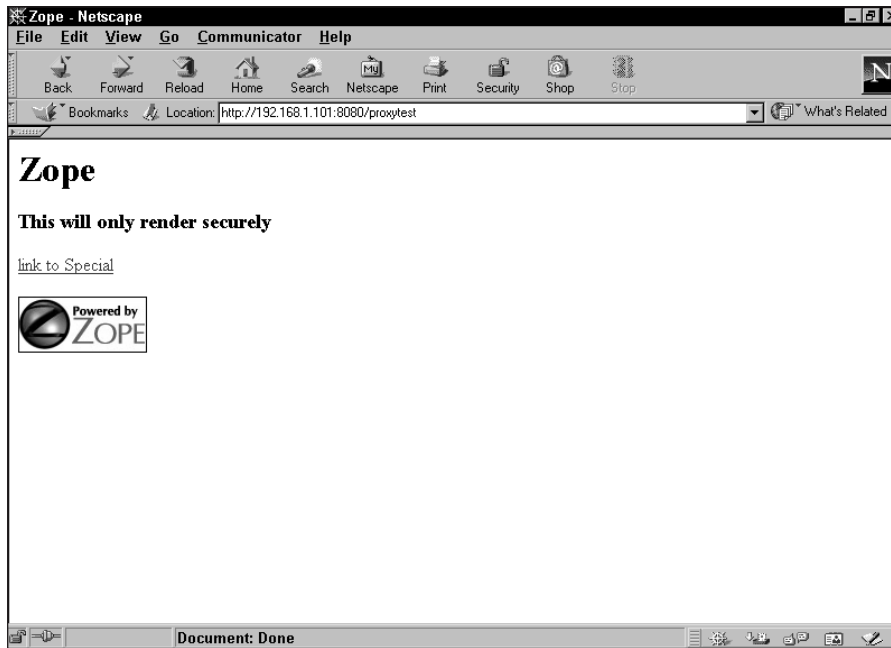 Zope - Netscape
File Edit View Go Communicator Help
My
Back Forward Reload Home Search Netscape Print Security Shop Stop
N
Bookmarks Location: http://192.168.1.101:8080/proxytest What's Related
Zope
This will only render securely
link to Special
Powered by
ZOPE
Document: Done